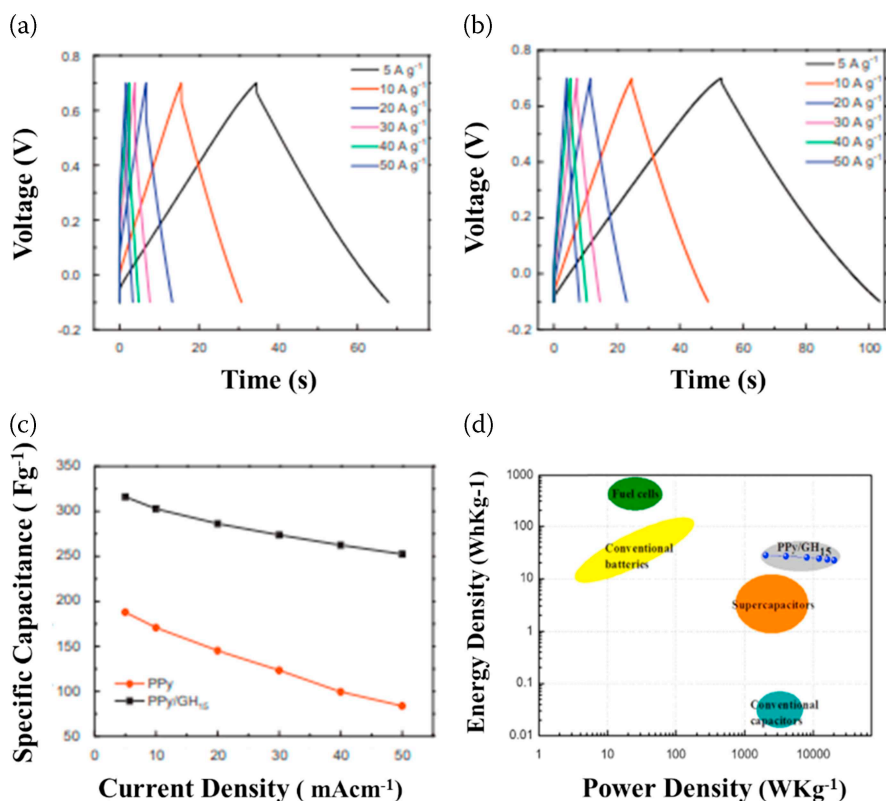 (a)
0.8
0.6
0.4
0.2
0.0
-0.2
Voltage (V)
5 A g⁻¹
10 A g⁻¹
20 A g⁻¹
30 A g⁻¹
40 A g⁻¹
50 A g⁻¹
0 20 40 60
Time (s)
(b)
0.8
0.6
0.4
0.2
0.0
-0.2
Voltage (V)
5 A g⁻¹
10 A g⁻¹
20 A g⁻¹
30 A g⁻¹
40 A g⁻¹
50 A g⁻¹
0 20 40 60 80 100
Time (s)
(c)
350
300
250
200
150
100
50
Specific Capacitance ( Fg⁻¹)
PPy
PPy/GH₁₅
0 10 20 30 40 50
Current Density ( mAcm⁻¹)
(d)
1000
100
10
1
0.1
0.01
Energy Density (WhKg-1)
Fuel cells
Conventional
batteries
PPy/GH₁₅
Supercapacitors
Conventional
capacitors
1 10 100 1000 10000
Power Density (WKg⁻¹)